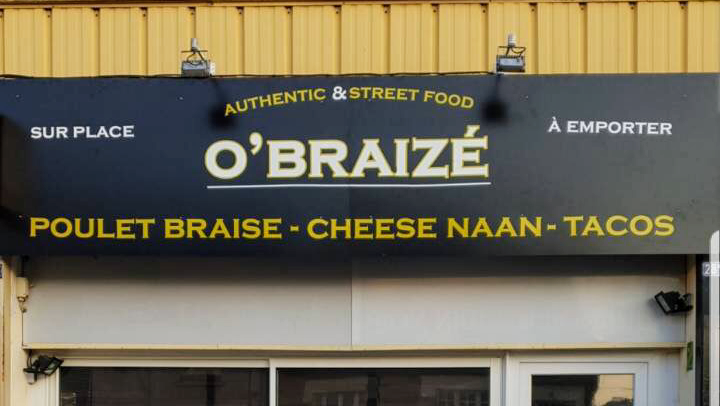 AUTHENTIC & STREET FOOD
SUR PLACE
À EMPORTER
O'BRAIZÉ
POULET BRAISE - CHEESE NAAN - TACOS